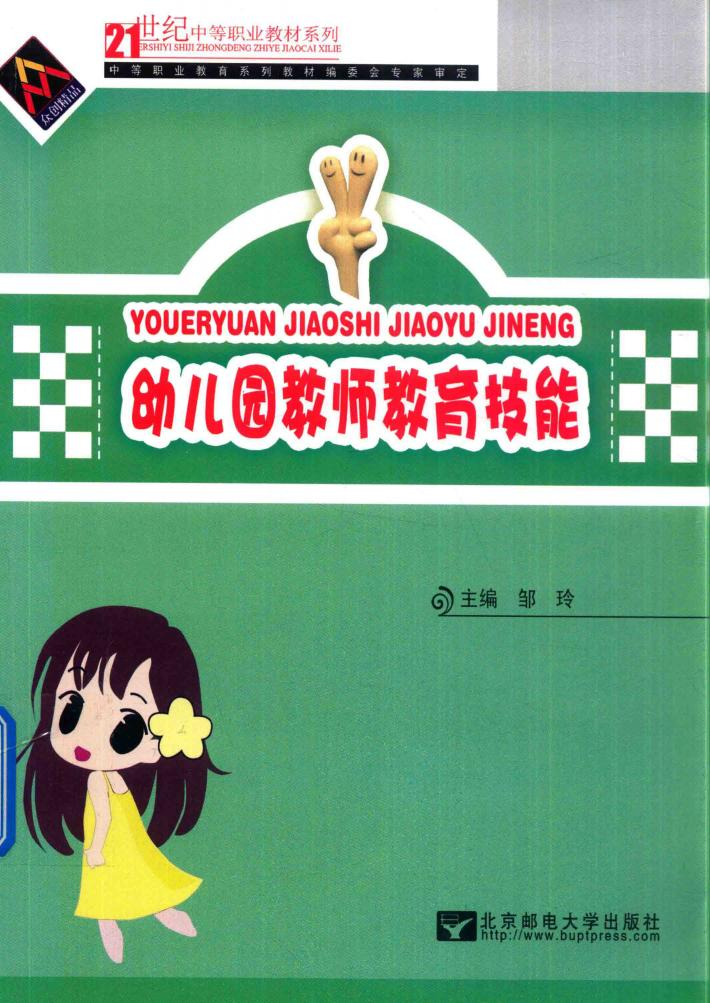 21世纪中等职业教材系列
ERSHIYI SHIJI ZHONGDENG ZHIYE JIAOCAI XILIE
中等职业教育系列教材编委会专家审定
众创精品
YOUERYUAN JIAOSHI JIAOYU JINENG
幼儿园教师教育技能
主编 邹 玲
北京邮电大学出版社
http://www.buptpress.com